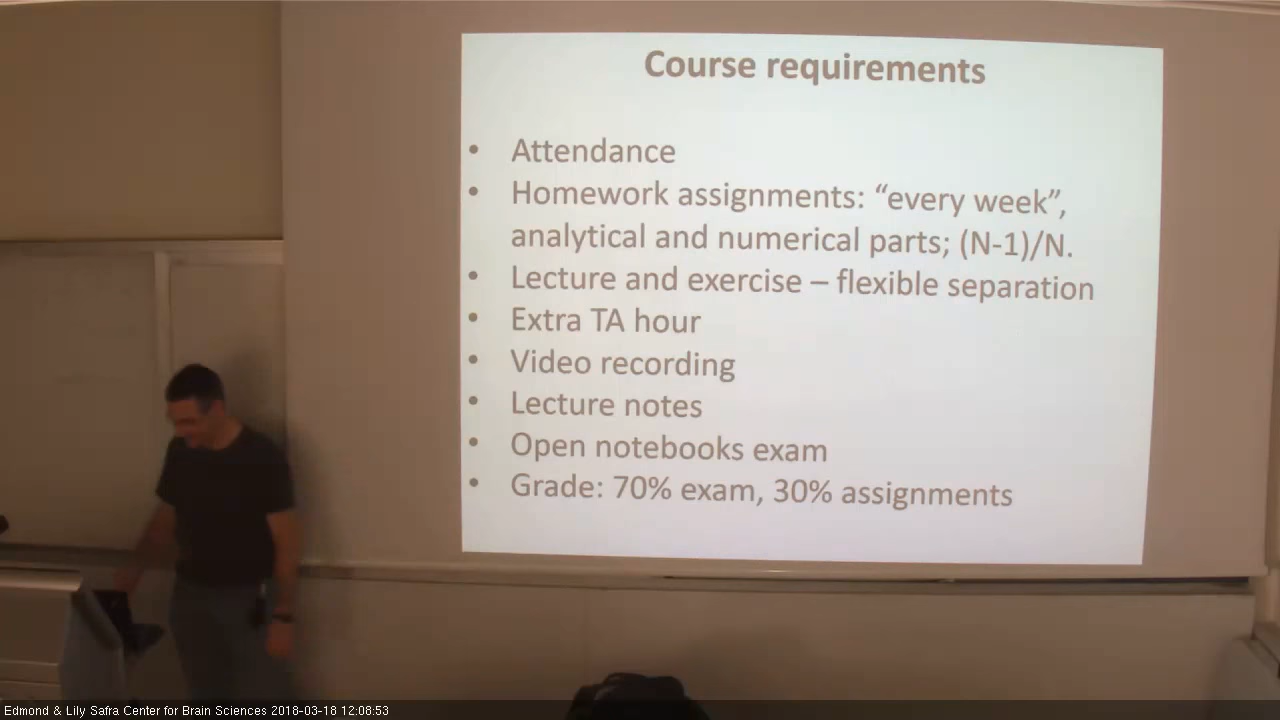 Course requirements
• Attendance
• Homework assignments: “every week”,
analytical and numerical parts; (N-1)/N.
• Lecture and exercise – flexible separation
• Extra TA hour
• Video recording
• Lecture notes
• Open notebooks exam
• Grade: 70% exam, 30% assignments
Edmond & Lily Safra Center for Brain Sciences 2018-03-18 12:08:53